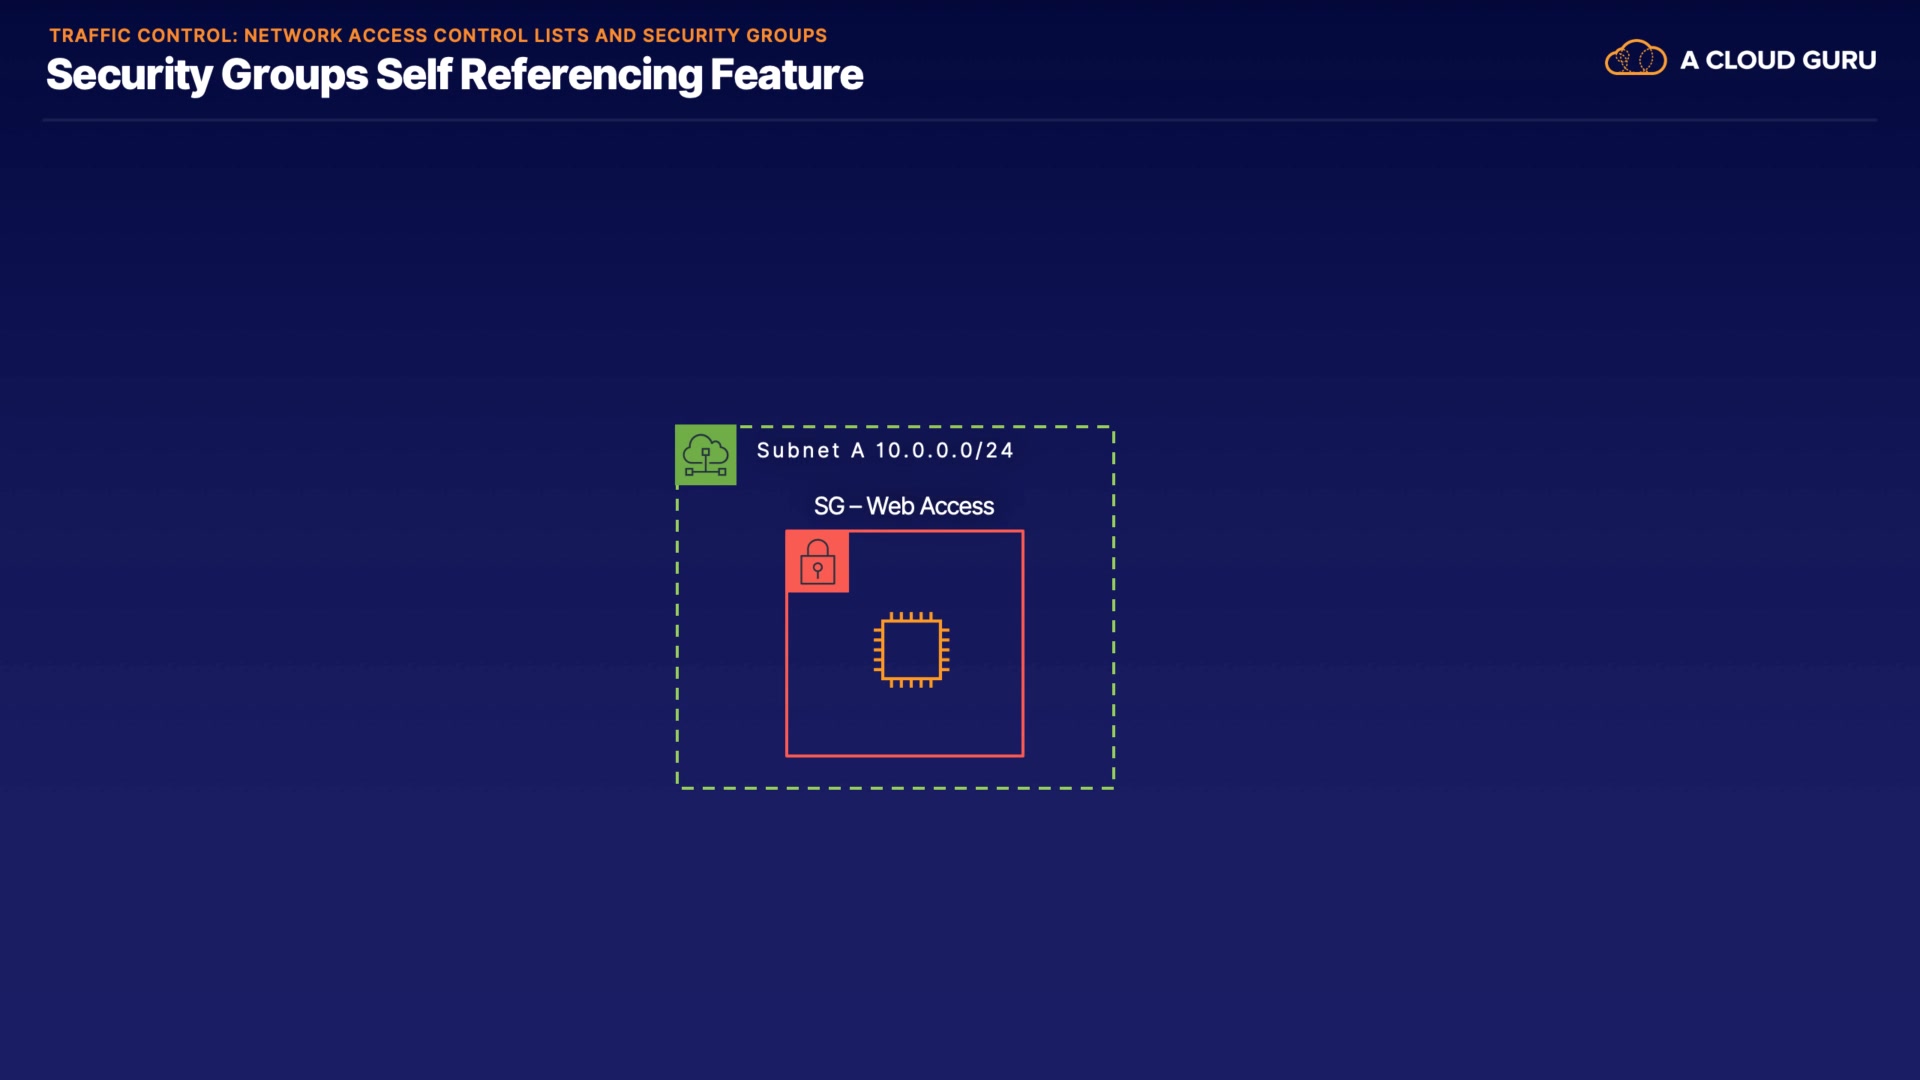 TRAFFIC CONTROL: NETWORK ACCESS CONTROL LISTS AND SECURITY GROUPS
Security Groups Self Referencing Feature
A CLOUD GURU
Subnet A 10.0.0.0/24
SG – Web Access